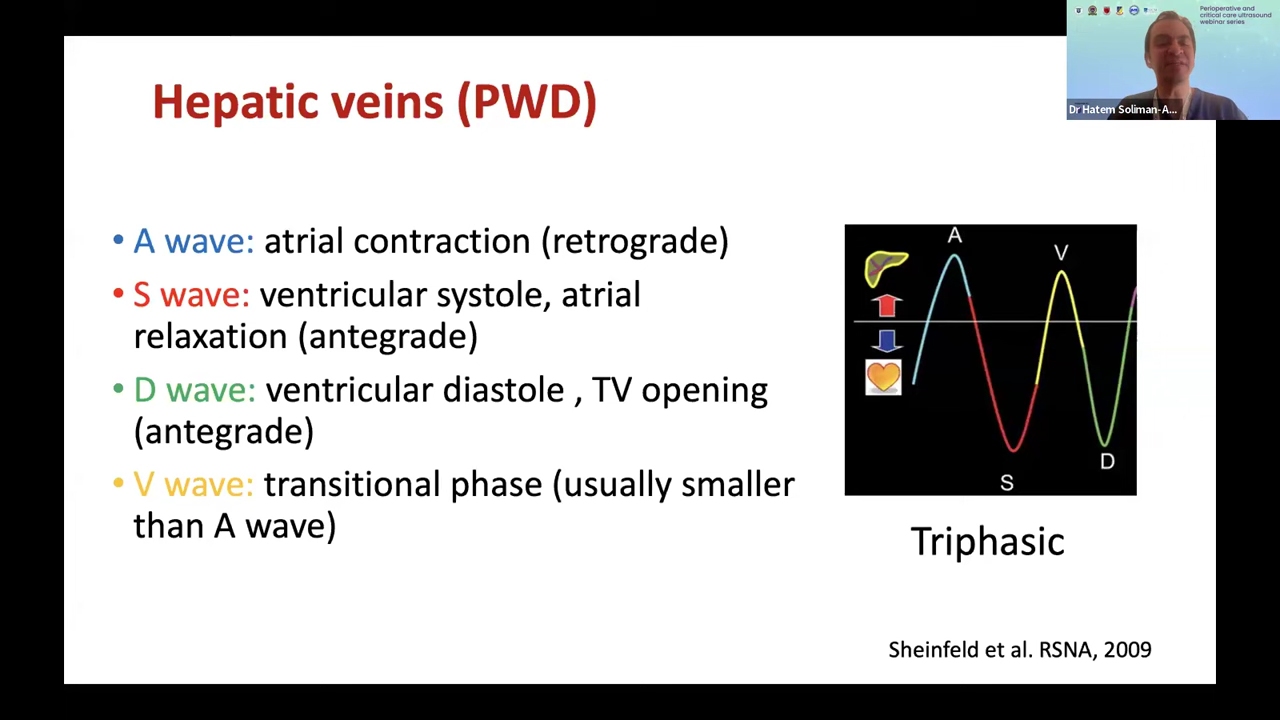 Perioperative and
critical care ultrasound
webinar series
Dr Hatem Soliman-A...
Hepatic veins (PWD)
• A wave: atrial contraction (retrograde)
• S wave: ventricular systole, atrial
relaxation (antegrade)
• D wave: ventricular diastole , TV opening
(antegrade)
• V wave: transitional phase (usually smaller
than A wave)
A
V
S
D
Triphasic
Sheinfeld et al. RSNA, 2009